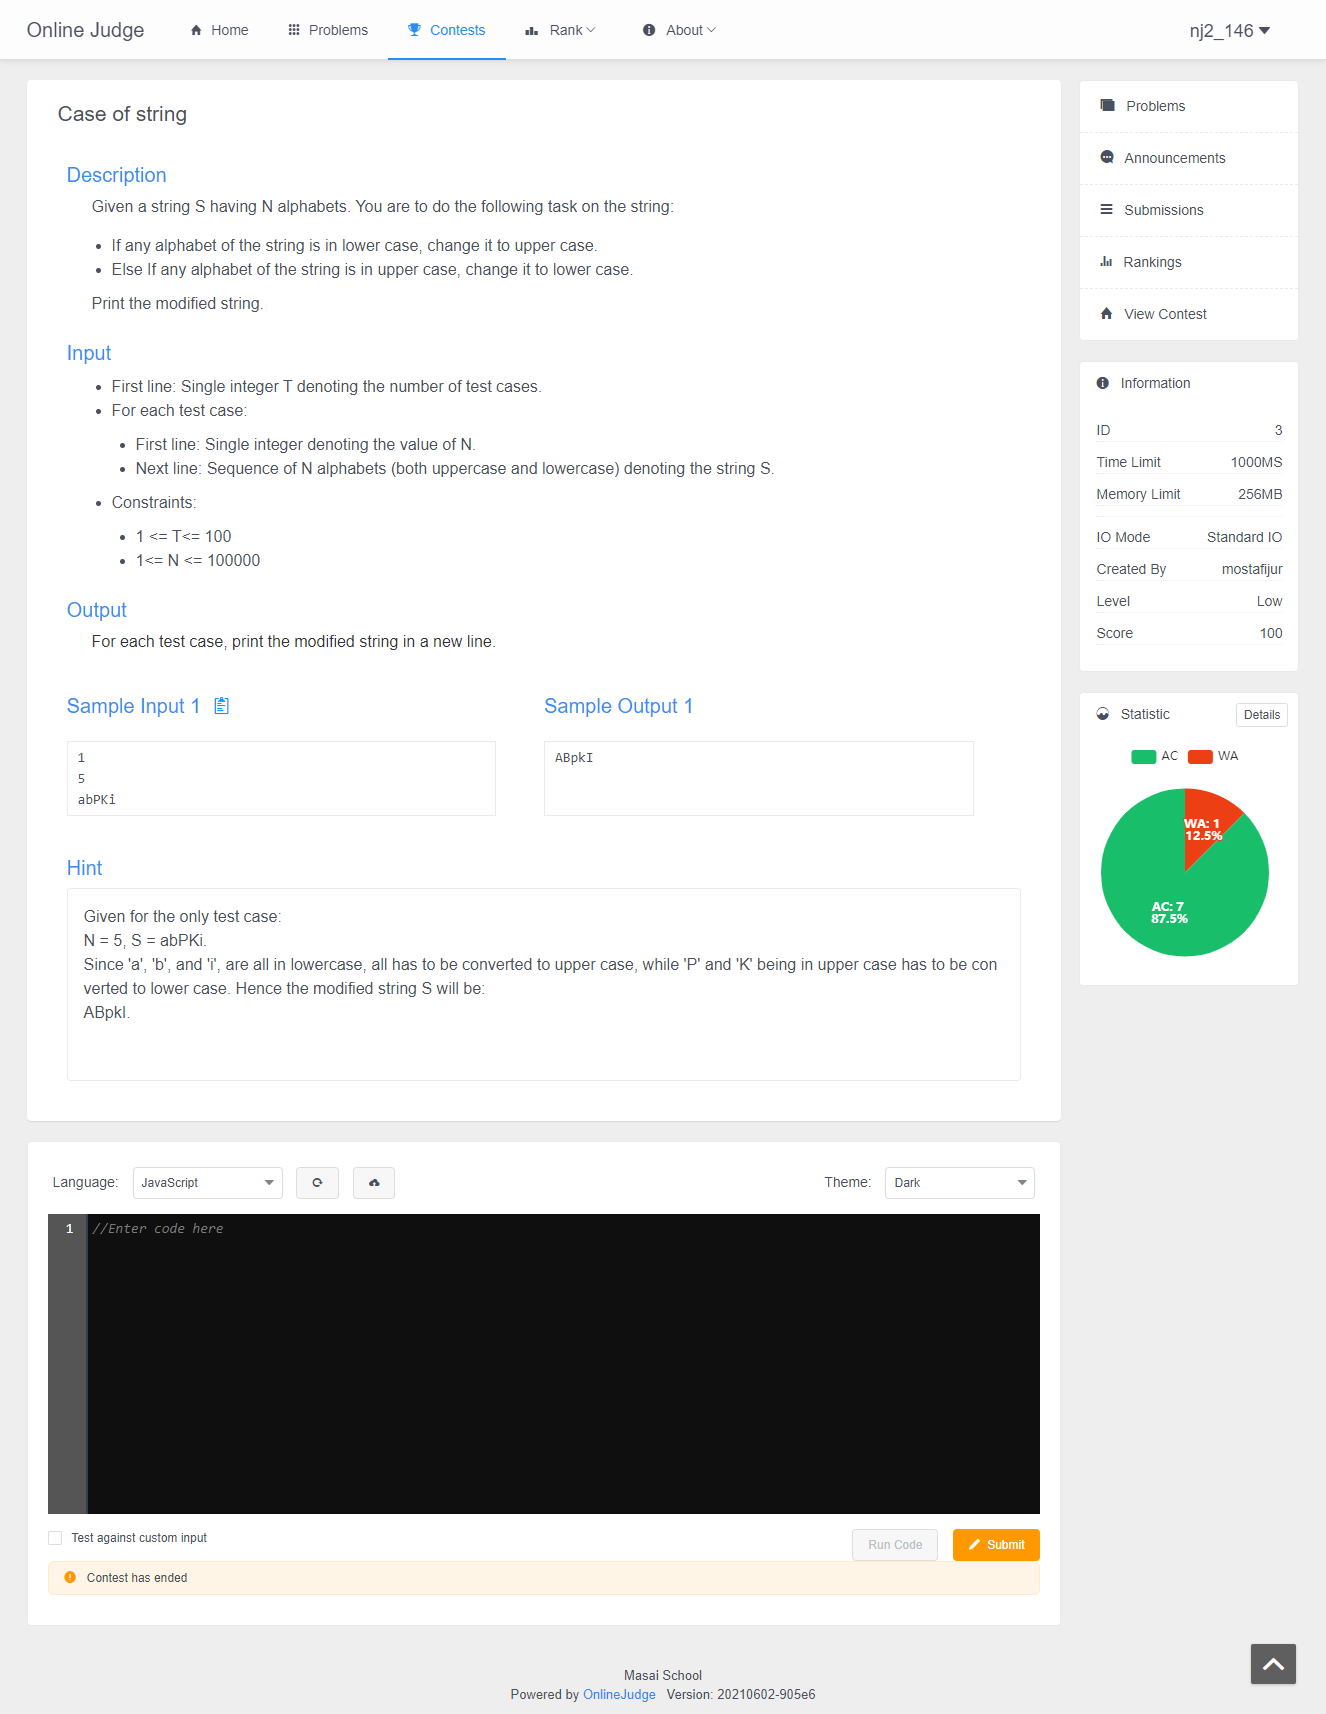 Online Judge
Home
Problems
Contests
Rank
About
nj2_146
Case of string
Description
Given a string S having N alphabets. You are to do the following task on the string:
If any alphabet of the string is in lower case, change it to upper case.
Else If any alphabet of the string is in upper case, change it to lower case.
Print the modified string.
Input
First line: Single integer T denoting the number of test cases.
For each test case:
First line: Single integer denoting the value of N.
Next line: Sequence of N alphabets (both uppercase and lowercase) denoting the string S.
Constraints:
1 <= T<= 100
1<= N <= 100000
Output
For each test case, print the modified string in a new line.
Sample Input 1
1
5
abPKi
Sample Output 1
ABpkI
Hint
Given for the only test case:
N = 5, S = abPKi.
Since 'a', 'b', and 'i', are all in lowercase, all has to be converted to upper case, while 'P' and 'K' being in upper case has to be con
verted to lower case. Hence the modified string S will be:
ABpkI.
Language:
JavaScript
Theme:
Dark
1
//Enter code here
Test against custom input
Run Code
Submit
Contest has ended
Problems
Announcements
Submissions
Rankings
View Contest
Information
ID 3
Time Limit 1000MS
Memory Limit 256MB
IO Mode Standard IO
Created By mostafijur
Level Low
Score 100
Statistic
Details
AC WA
WA: 1
12.5%
AC: 7
87.5%
Masai School
Powered by OnlineJudge Version: 20210602-905e6